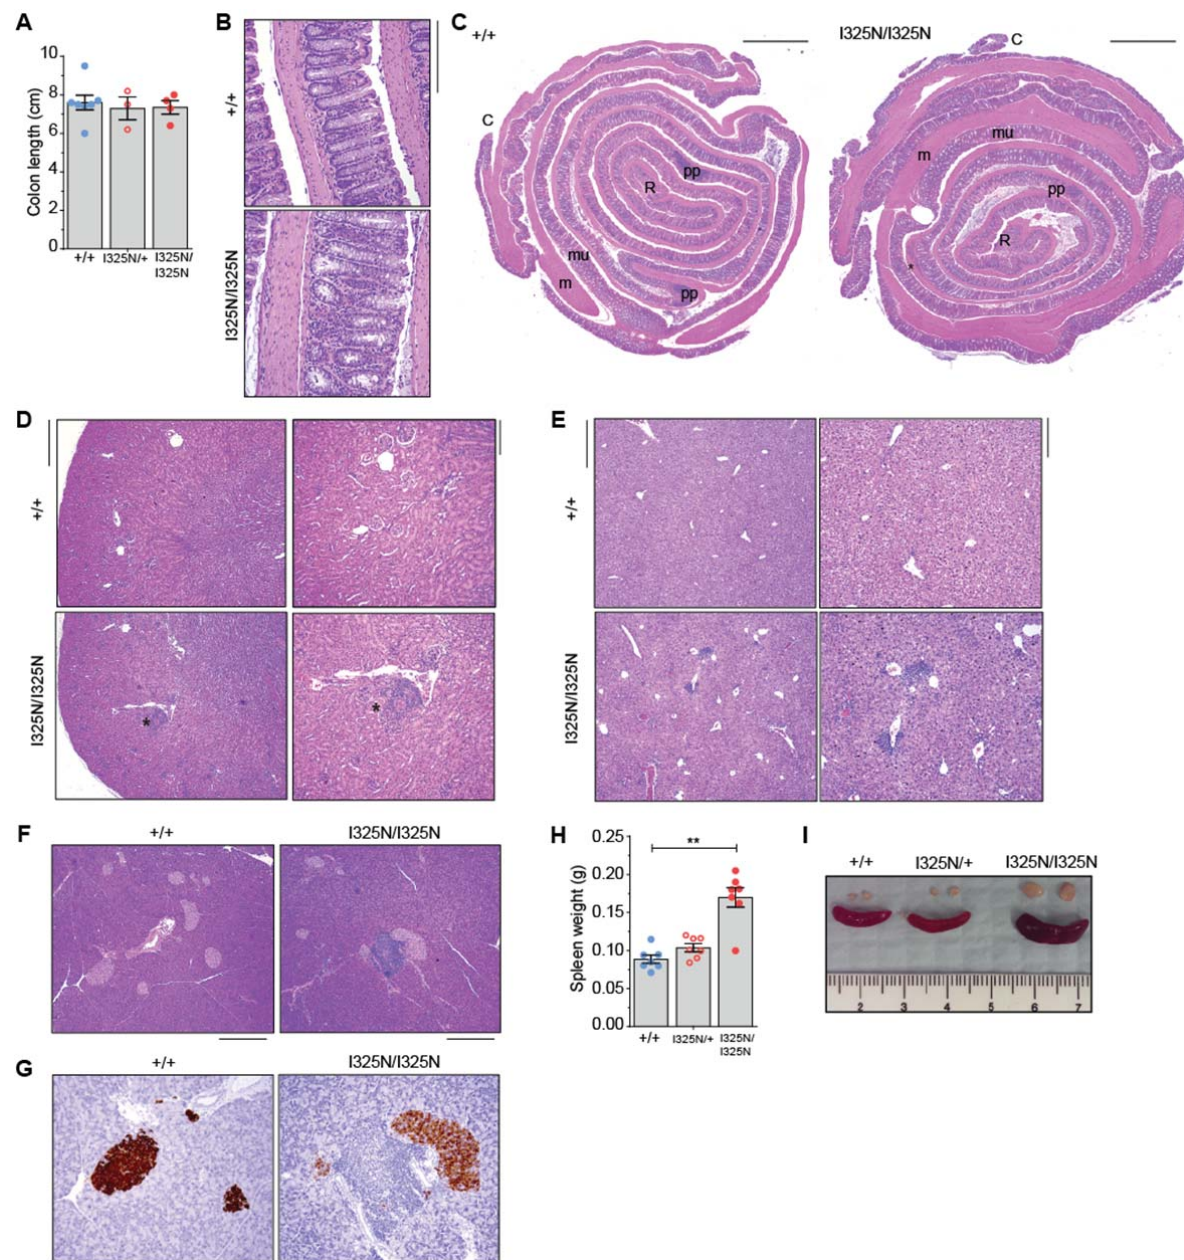 A
Colon length (cm)
10
8
6
4
2
0
+/+
I325N/+
I325N/
I325N
B
+/+
I325N/I325N
C
+/+
C
pp
R
mu
m
pp
I325N/I325N
C
mu
m
pp
R
*
D
+/+
I325N/I325N
*
*
E
+/+
I325N/I325N
F
+/+
I325N/I325N
G
+/+
I325N/I325N
H
Spleen weight (g)
0.25
0.20
0.15
0.10
0.05
0.00
**
+/+
I325N/+
I325N/
I325N
I
+/+
I325N/+
I325N/I325N
2 3 4 5 6 7